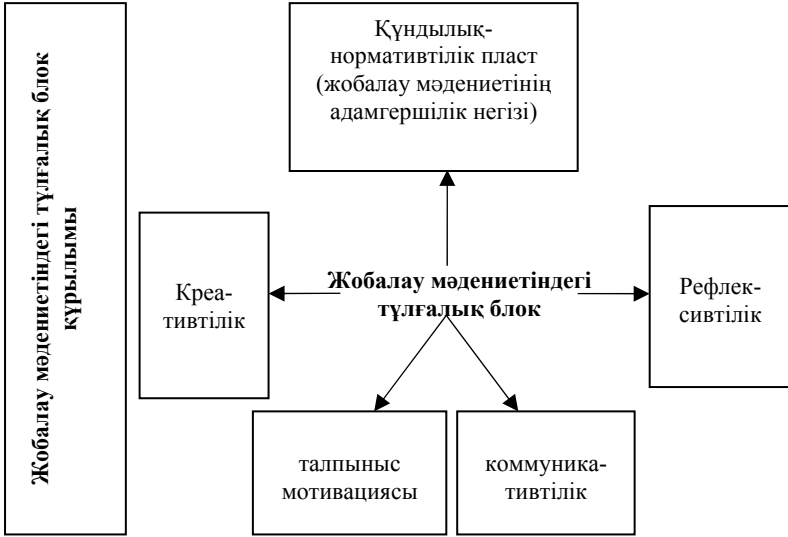 Жобалау мәдениетіндегі тұлғалық блок
құрылымы
Құндылық-
нормативтілік пласт
(жобалау мәдениетінің
адамгершілік негізі)
Креа-
тивтілік
Жобалау мәдениетіндегі
тұлғалық блок
Рефлек-
сивтілік
талпыныс
мотивациясы
коммуника-
тивтілік